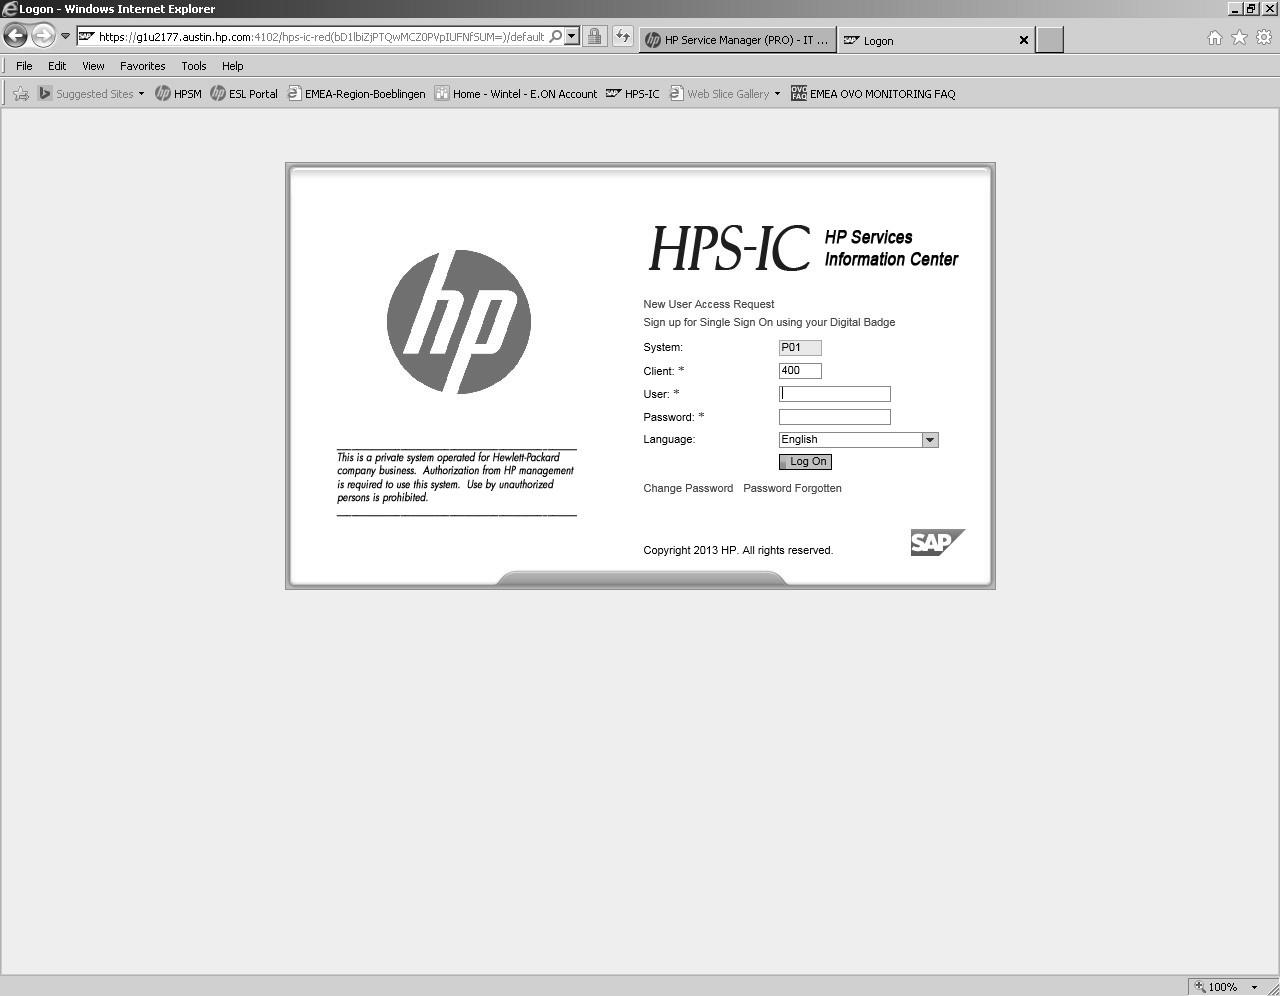 Logon - Windows Internet Explorer
https://g1u2177.austin.hp.com:4102/hps-ic-red(bD1lbiZjPTQwMCZ0PVpIUFNfSUM=)/default
HP Service Manager (PRO) - IT ...
Logon
File Edit View Favorites Tools Help
Suggested Sites HPSM ESL Portal EMEA-Region-Boeblingen Home - Wintel - E.ON Account HPS-IC Web Slice Gallery OVO FAQ EMEA OVO MONITORING FAQ
hp
This is a private system operated for Hewlett-Packard
company business. Authorization from HP management
is required to use this system. Use by unauthorized
persons is prohibited.
HPS-IC HP Services
Information Center
New User Access Request
Sign up for Single Sign On using your Digital Badge
System: P01
Client: * 400
User: *
Password: *
Language: English
Log On
Change Password Password Forgotten
Copyright 2013 HP. All rights reserved.
SAP
100%